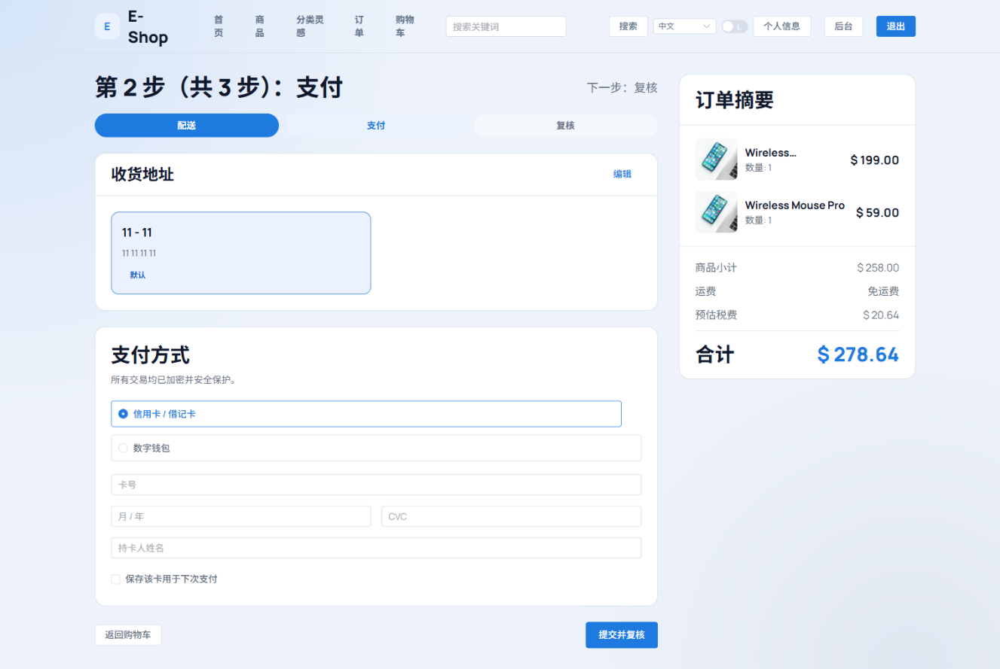 E
E-
Shop
首
页
商
品
分类灵
感
订
单
购物
车
搜索关键词
搜索
中文
L
个人信息
后台
退出
第 2 步（共 3 步）：支付
下一步：复核
配送
支付
复核
收货地址
编辑
11 - 11
11 11 11 11
默认
支付方式
所有交易均已加密并安全保护。
信用卡 / 借记卡
数字钱包
卡号
月 / 年
CVC
持卡人姓名
保存该卡用于下次支付
返回购物车
提交并复核
订单摘要
Wireless...
数量: 1
$ 199.00
Wireless Mouse Pro
数量: 1
$ 59.00
商品小计
$ 258.00
运费
免运费
预估税费
$ 20.64
合计
$ 278.64